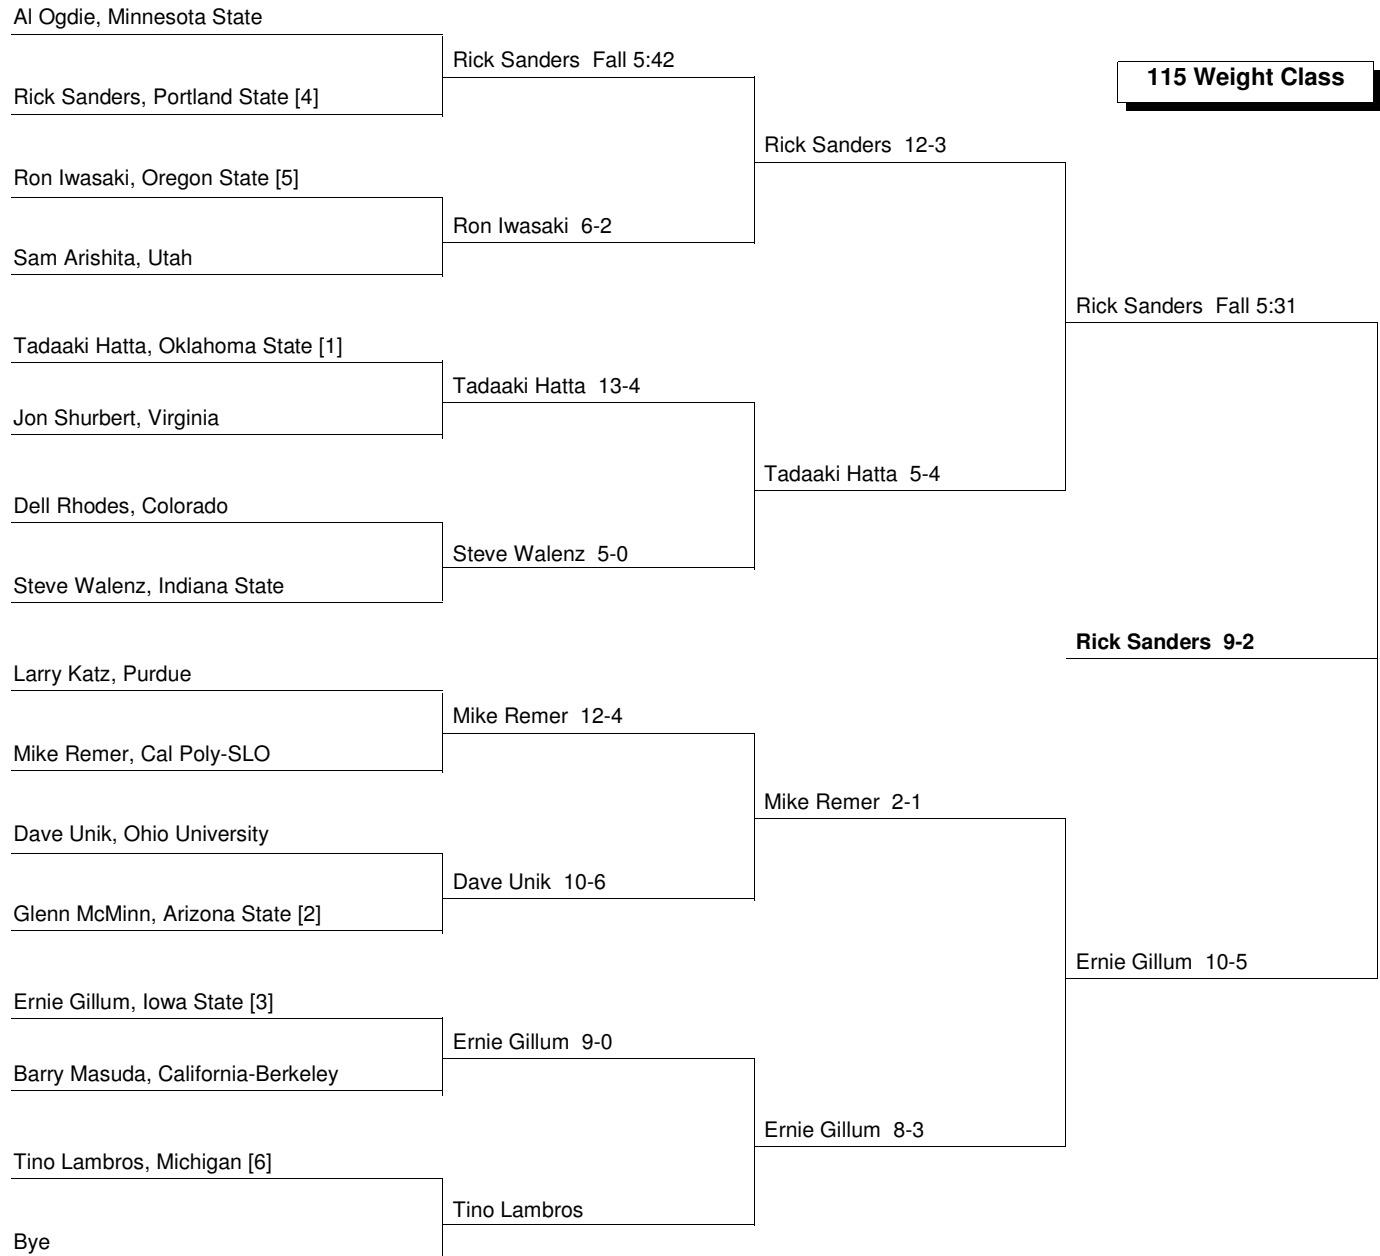 Al Ogdie, Minnesota State
Rick Sanders  Fall 5:42
115 Weight Class
Rick Sanders, Portland State [4]
Rick Sanders  12-3
Ron Iwasaki, Oregon State [5]
Ron Iwasaki  6-2
Sam Arishita, Utah
Rick Sanders  Fall 5:31
Tadaaki Hatta, Oklahoma State [1]
Tadaaki Hatta  13-4
Jon Shurbert, Virginia
Tadaaki Hatta  5-4
Dell Rhodes, Colorado
Steve Walenz  5-0
Steve Walenz, Indiana State
Rick Sanders  9-2
Larry Katz, Purdue
Mike Remer  12-4
Mike Remer, Cal Poly-SLO
Mike Remer  2-1
Dave Unik, Ohio University
Dave Unik  10-6
Glenn McMinn, Arizona State [2]
Ernie Gillum  10-5
Ernie Gillum, Iowa State [3]
Ernie Gillum  9-0
Barry Masuda, California-Berkeley
Ernie Gillum  8-3
Tino Lambros, Michigan [6]
Tino Lambros
Bye